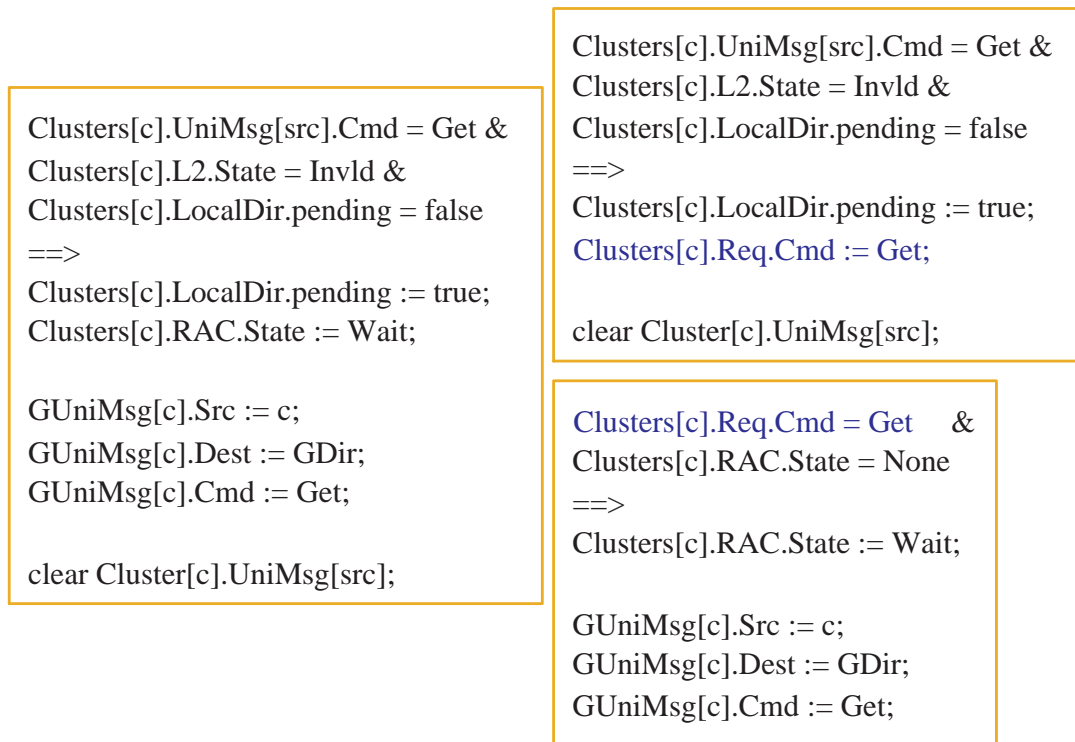 Clusters[c].UniMsg[src].Cmd = Get &
Clusters[c].L2.State = Invld &
Clusters[c].LocalDir.pending = false
==>
Clusters[c].LocalDir.pending := true;
Clusters[c].RAC.State := Wait;
GUniMsg[c].Src := c;
GUniMsg[c].Dest := GDir;
GUniMsg[c].Cmd := Get;
clear Cluster[c].UniMsg[src];
Clusters[c].UniMsg[src].Cmd = Get &
Clusters[c].L2.State = Invld &
Clusters[c].LocalDir.pending = false
==>
Clusters[c].LocalDir.pending := true;
Clusters[c].Req.Cmd := Get;
clear Cluster[c].UniMsg[src];
Clusters[c].Req.Cmd = Get &
Clusters[c].RAC.State = None
==>
Clusters[c].RAC.State := Wait;
GUniMsg[c].Src := c;
GUniMsg[c].Dest := GDir;
GUniMsg[c].Cmd := Get;